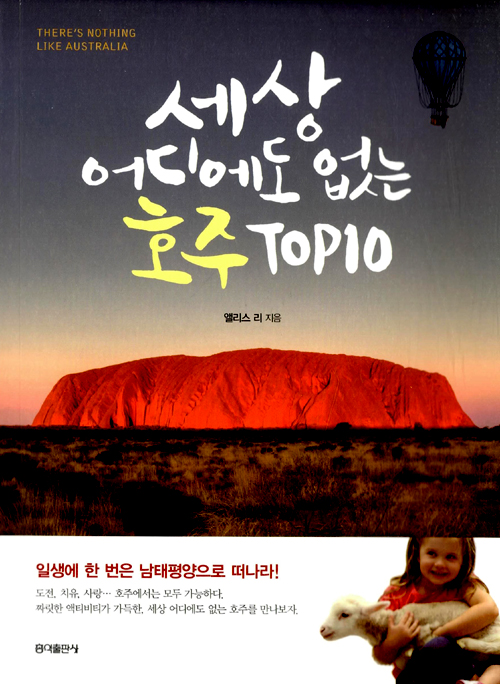 THERE'S NOTHING
LIKE AUSTRALIA
세상
어디에도 없는
호주 TOP10
앨리스 리 지음
일생에 한 번은 남태평양으로 떠나라!
도전, 치유, 사랑… 호주에서는 모두 가능하다.
짜릿한 액티비티가 가득한, 세상 어디에도 없는 호주를 만나보자.